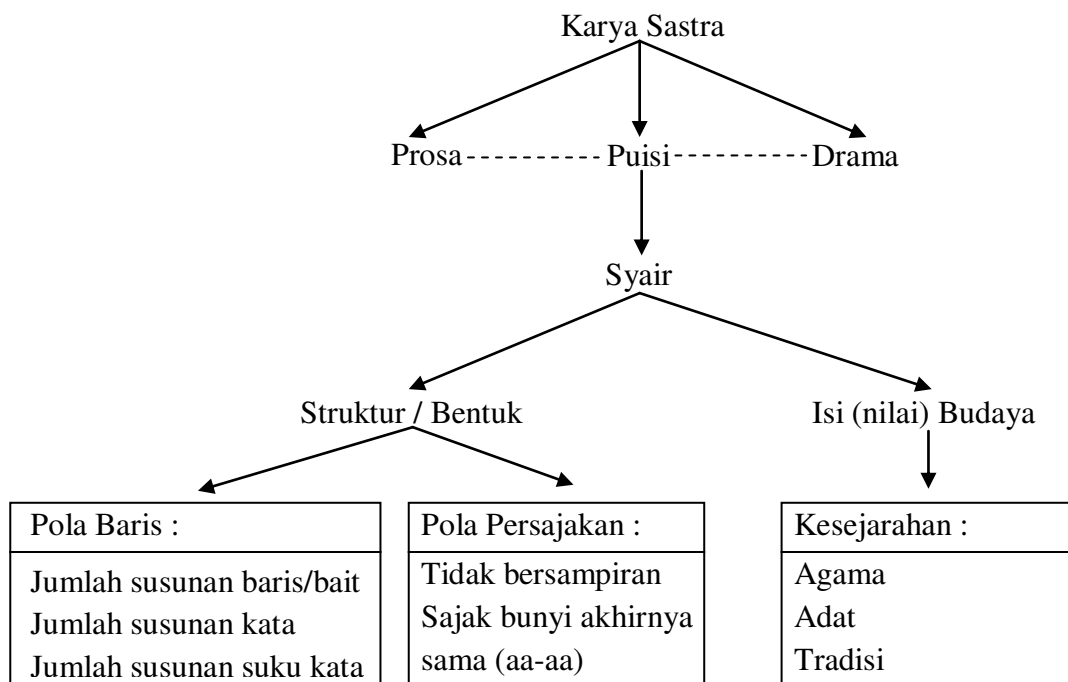 Karya Sastra
Prosa Puisi Drama
Syair
Struktur / Bentuk
Isi (nilai) Budaya
Pola Baris :
Jumlah susunan baris/bait
Jumlah susunan kata
Jumlah susunan suku kata
Pola Persajakan :
Tidak bersampiran
Sajak bunyi akhirnya
sama (aa-aa)
Kesejarahan :
Agama
Adat
Tradisi